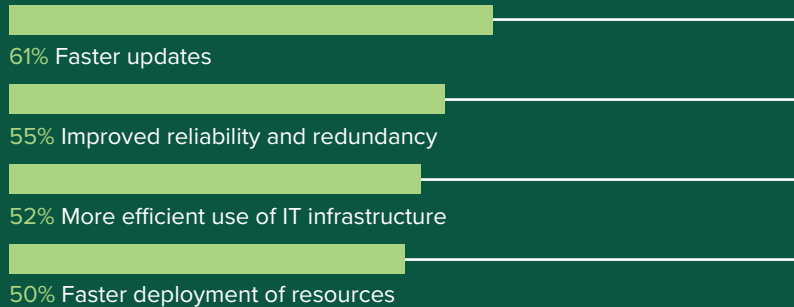 61% Faster updates
55% Improved reliability and redundancy
52% More efficient use of IT infrastructure
50% Faster deployment of resources